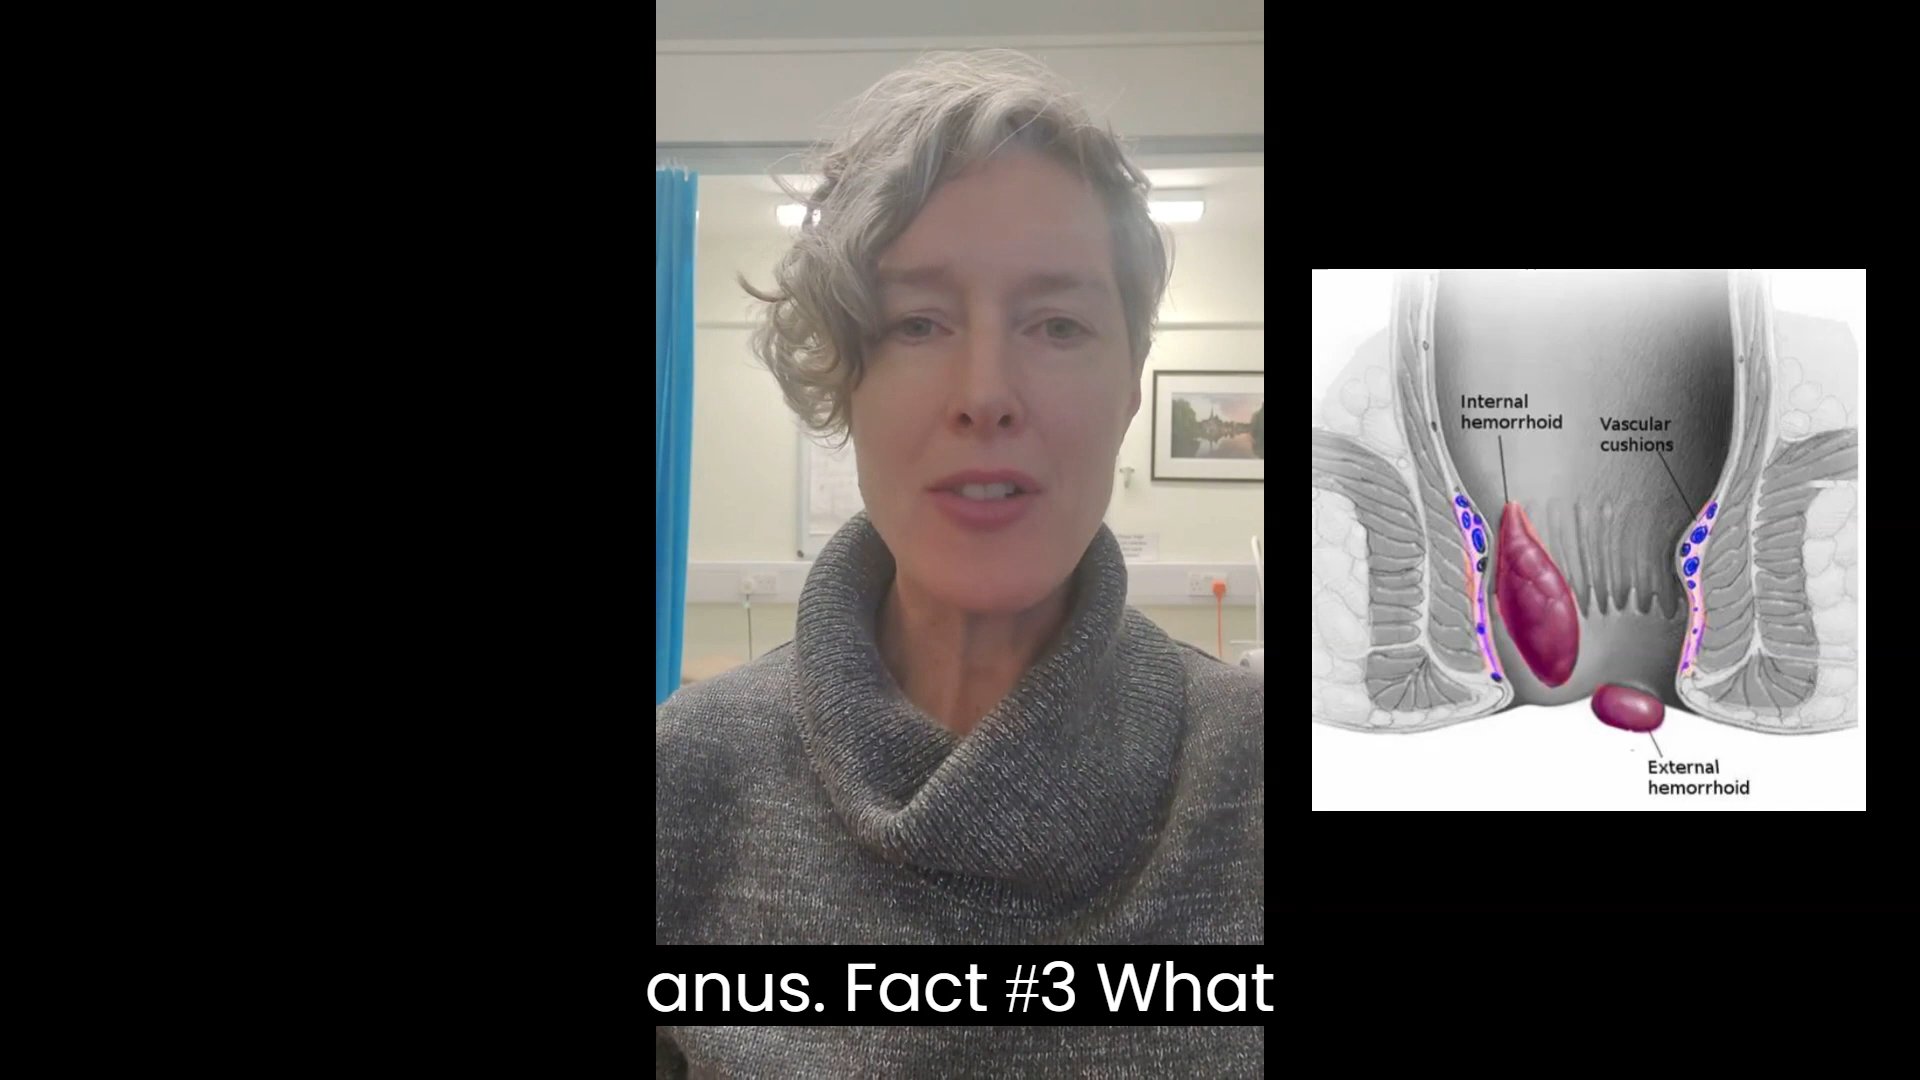 Internal
hemorrhoid
Vascular
cushions
External
hemorrhoid
anus. Fact #3 What